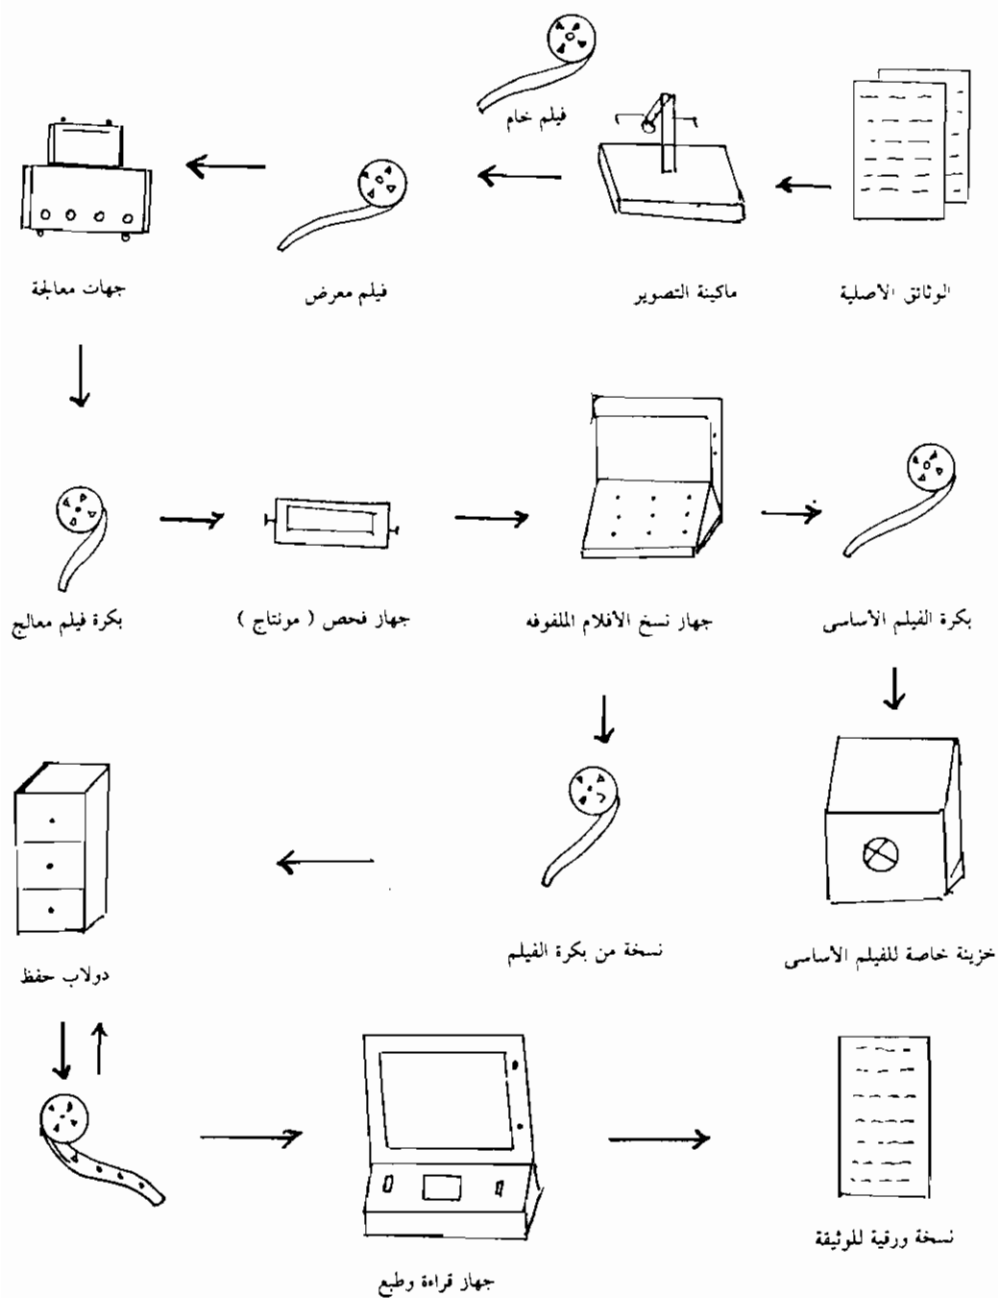 فيلم خام
الوثائق الأصلية
ماكينة التصوير
فيلم معرض
جهات معالجة
بكرة فيلم معالج
جهاز فحص ( مونتاج )
جهاز نسخ الأفلام الملفوفه
بكرة الفيلم الأساسى
خزينة خاصة للفيلم الأساسى
نسخة من بكرة الفيلم
دولاب حفظ
جهاز قراءة وطبع
نسخة ورقية للوثيقة